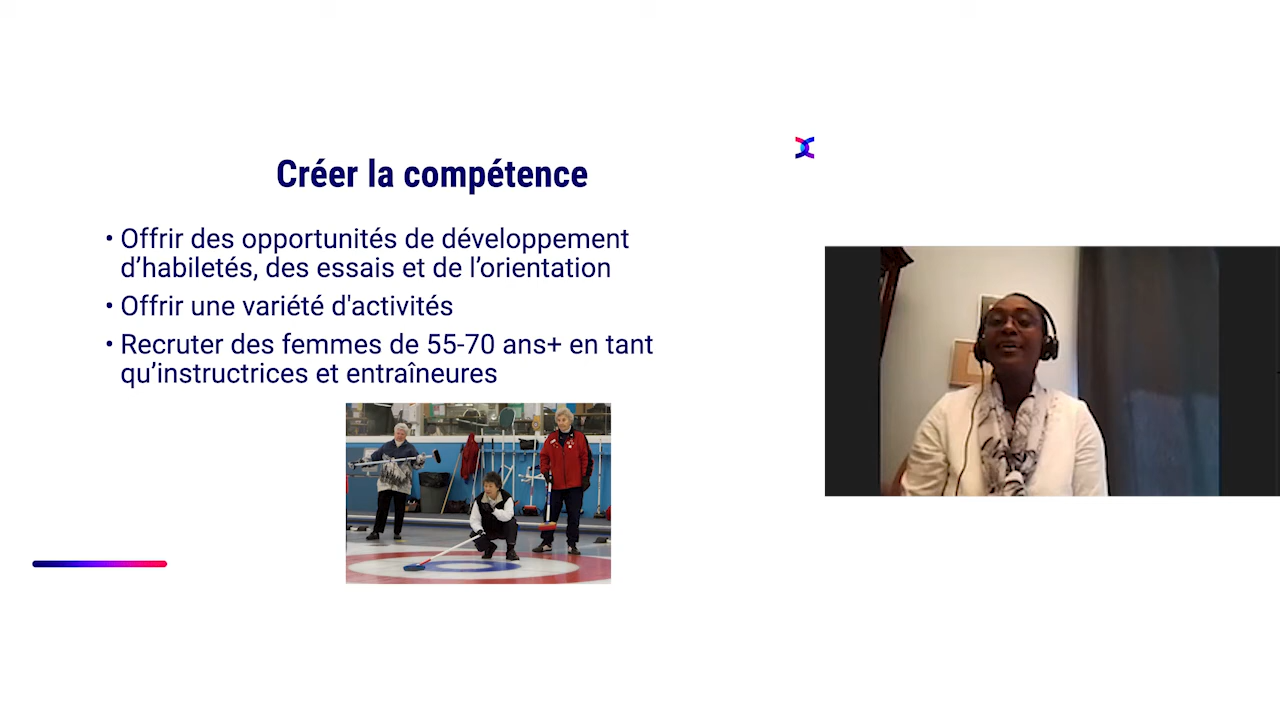 Créer la compétence
• Offrir des opportunités de développement
d’habiletés, des essais et de l’orientation
• Offrir une variété d'activités
• Recruter des femmes de 55-70 ans+ en tant
qu’instructrices et entraîneures